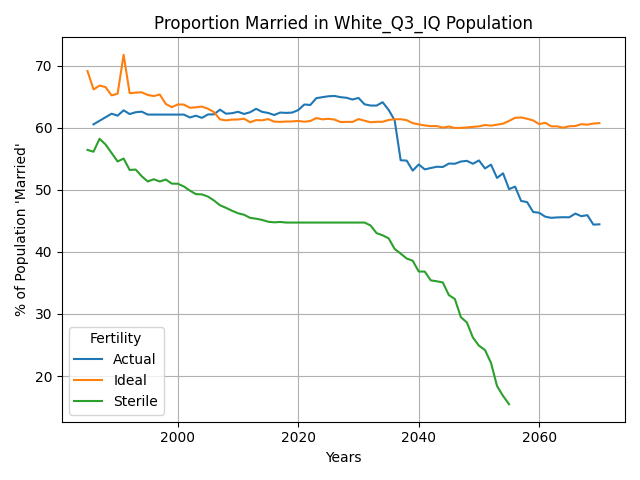 Proportion Married in White_Q3_IQ Population
% of Population 'Married'
70
60
50
40
30
20
Fertility
Actual
Ideal
Sterile
2000
2020
2040
2060
Years